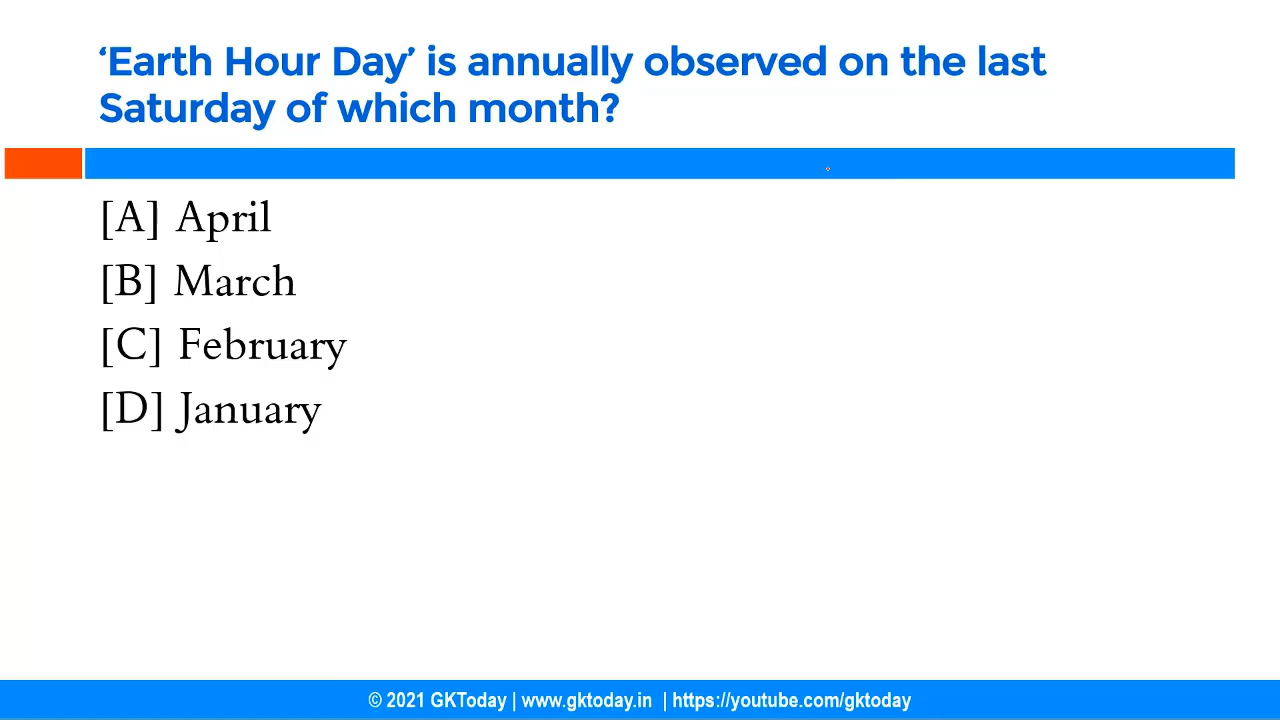 ‘Earth Hour Day’ is annually observed on the last
Saturday of which month?
[A] April
[B] March
[C] February
[D] January
© 2021 GKToday | www.gktoday.in | https://youtube.com/gktoday